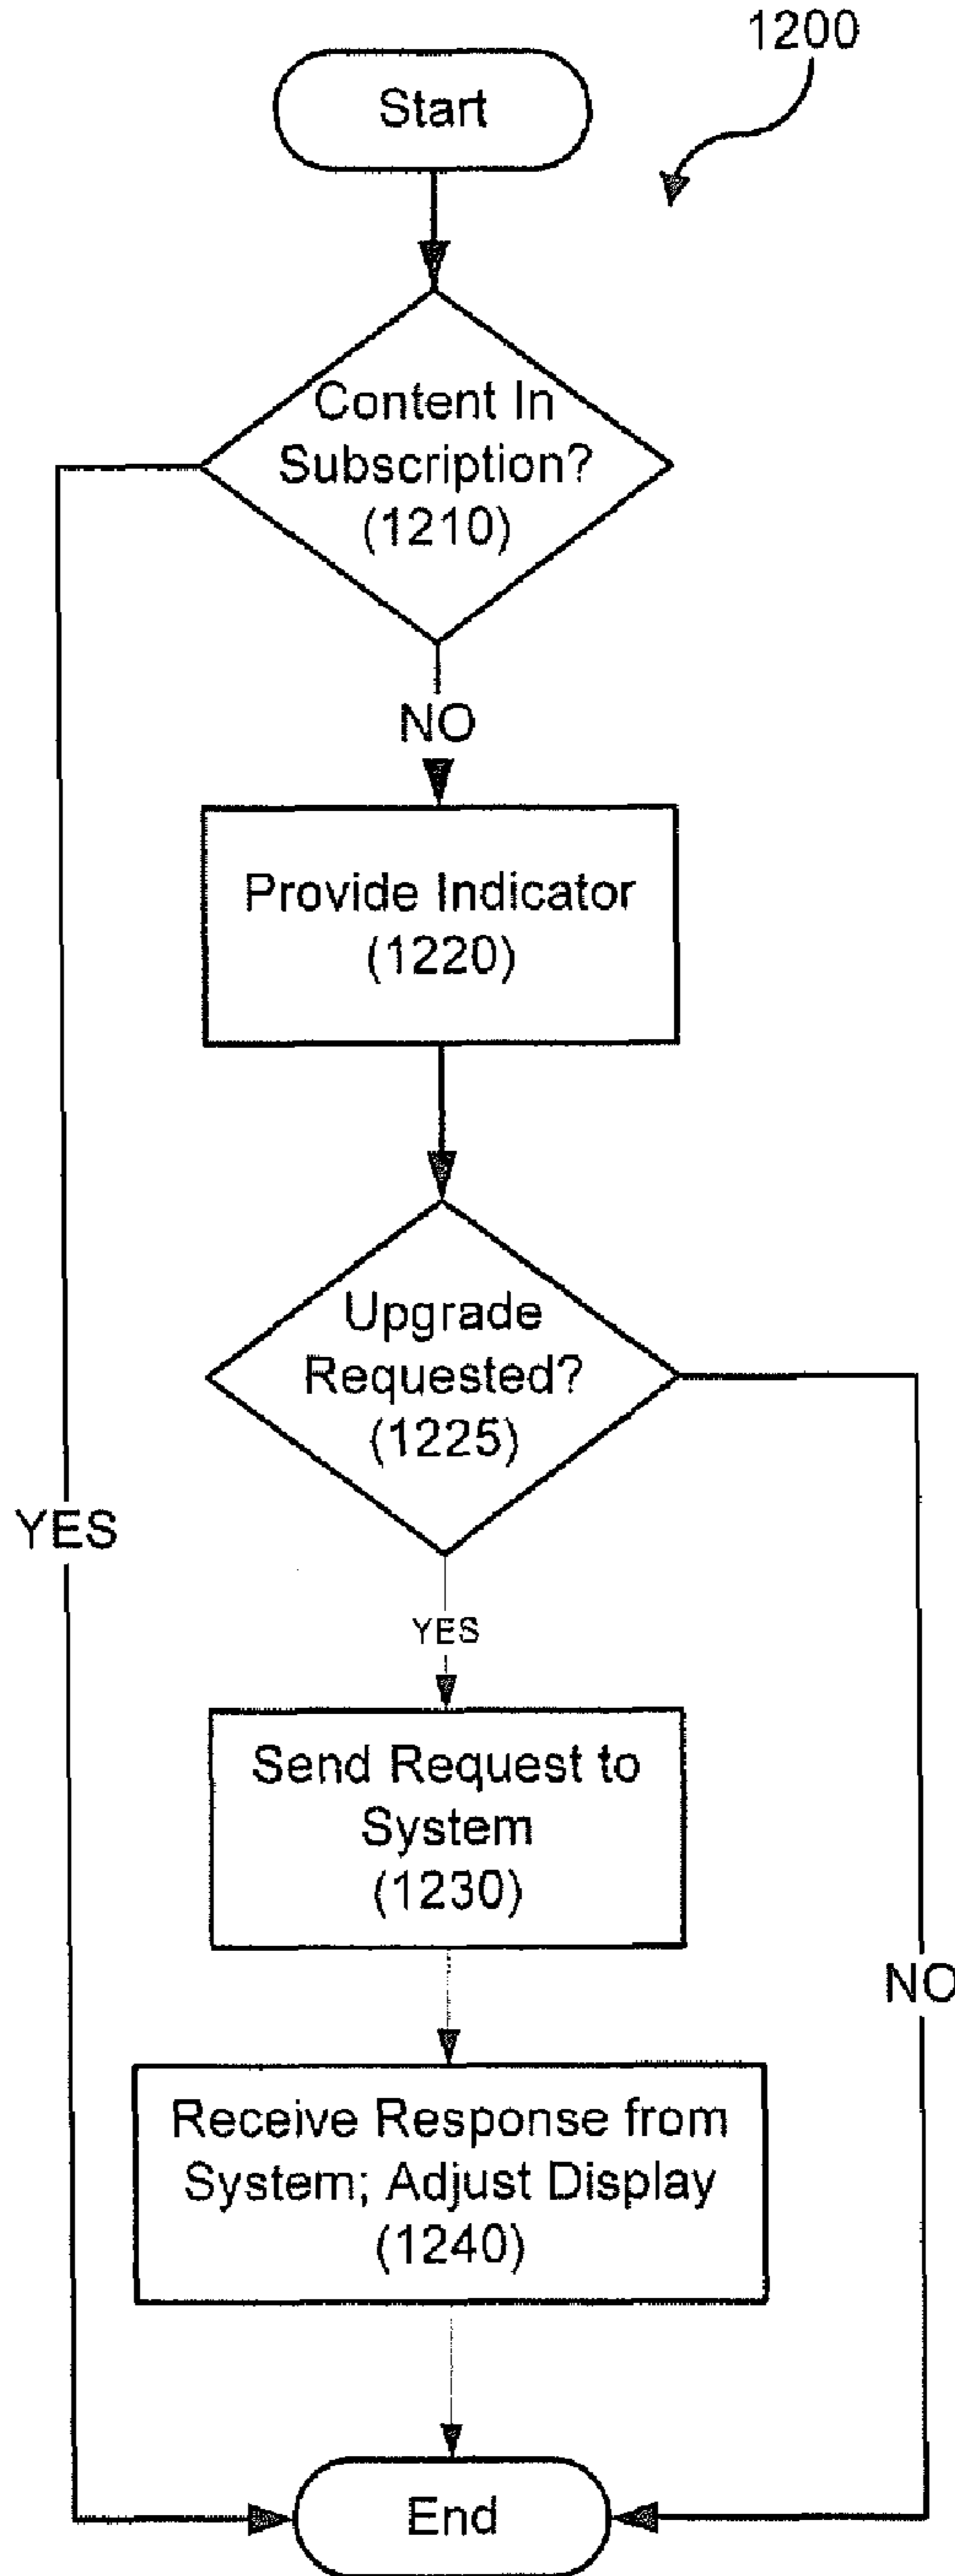 1200
Start
Content In
Subscription?
(1210)
NO
Provide Indicator
(1220)
Upgrade
Requested?
(1225)
YES
YES
Send Request to
System
(1230)
NO
Receive Response from
System; Adjust Display
(1240)
End